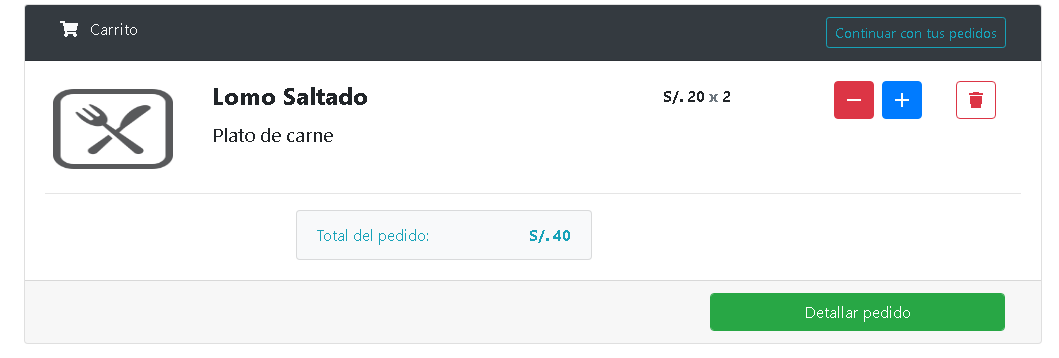 Carrito
Continuar con tus pedidos
Lomo Saltado
S/. 20 x 2
Plato de carne
Total del pedido:
S/. 40
Detallar pedido